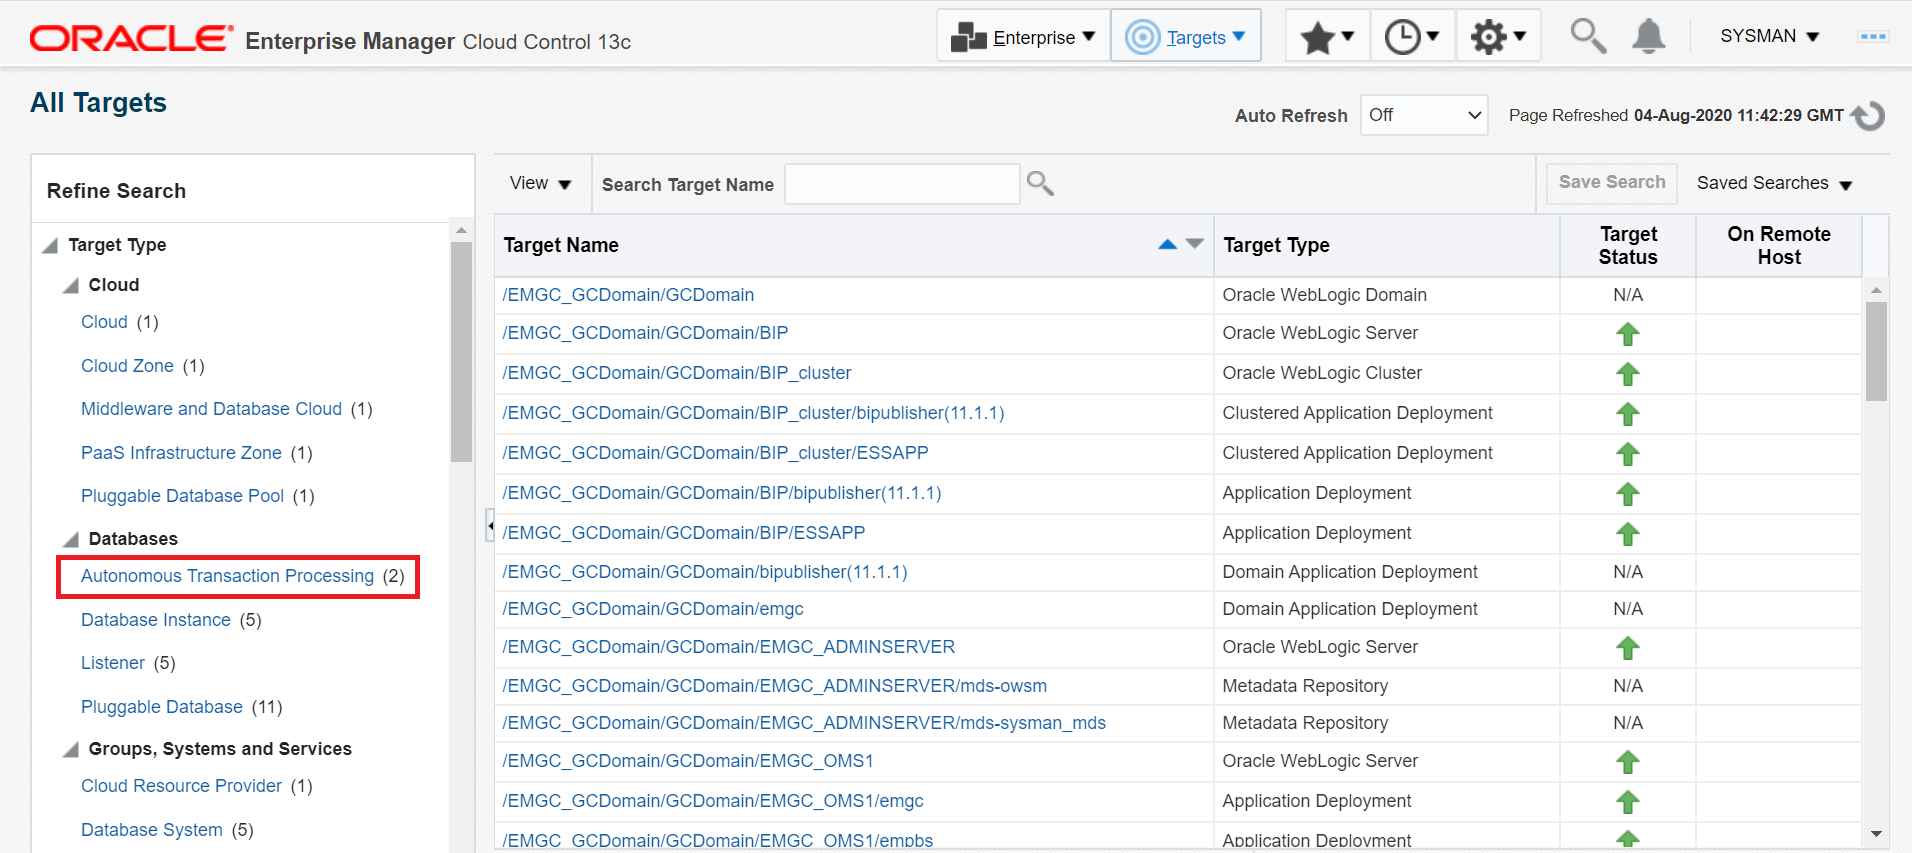 ORACLE Enterprise Manager Cloud Control 13c Enterprise Targets SYSMAN
All Targets
Auto Refresh Off Page Refreshed 04-Aug-2020 11:42:29 GMT
Refine Search
Target Type
Cloud
Cloud (1)
Cloud Zone (1)
Middleware and Database Cloud (1)
PaaS Infrastructure Zone (1)
Pluggable Database Pool (1)
Databases
Autonomous Transaction Processing (2)
Database Instance (5)
Listener (5)
Pluggable Database (11)
Groups, Systems and Services
Cloud Resource Provider (1)
Database System (5)
View Search Target Name Save Search Saved Searches
Target Name Target Type Target Status On Remote Host
/EMGC_GCDomain/GCDomain Oracle WebLogic Domain N/A
/EMGC_GCDomain/GCDomain/BIP Oracle WebLogic Server
/EMGC_GCDomain/GCDomain/BIP_cluster Oracle WebLogic Cluster
/EMGC_GCDomain/GCDomain/BIP_cluster/bipublisher(11.1.1) Clustered Application Deployment
/EMGC_GCDomain/GCDomain/BIP_cluster/ESSAPP Clustered Application Deployment
/EMGC_GCDomain/GCDomain/BIP/bipublisher(11.1.1) Application Deployment
/EMGC_GCDomain/GCDomain/BIP/ESSAPP Application Deployment
/EMGC_GCDomain/GCDomain/bipublisher(11.1.1) Domain Application Deployment N/A
/EMGC_GCDomain/GCDomain/emgc Domain Application Deployment N/A
/EMGC_GCDomain/GCDomain/EMGC_ADMINSERVER Oracle WebLogic Server
/EMGC_GCDomain/GCDomain/EMGC_ADMINSERVER/mds-owsm Metadata Repository N/A
/EMGC_GCDomain/GCDomain/EMGC_ADMINSERVER/mds-sysman_mds Metadata Repository N/A
/EMGC_GCDomain/GCDomain/EMGC_OMS1 Oracle WebLogic Server
/EMGC_GCDomain/GCDomain/EMGC_OMS1/emgc Application Deployment
/EMGC_GCDomain/GCDomain/EMGC_OMS1/empbs Application Deployment